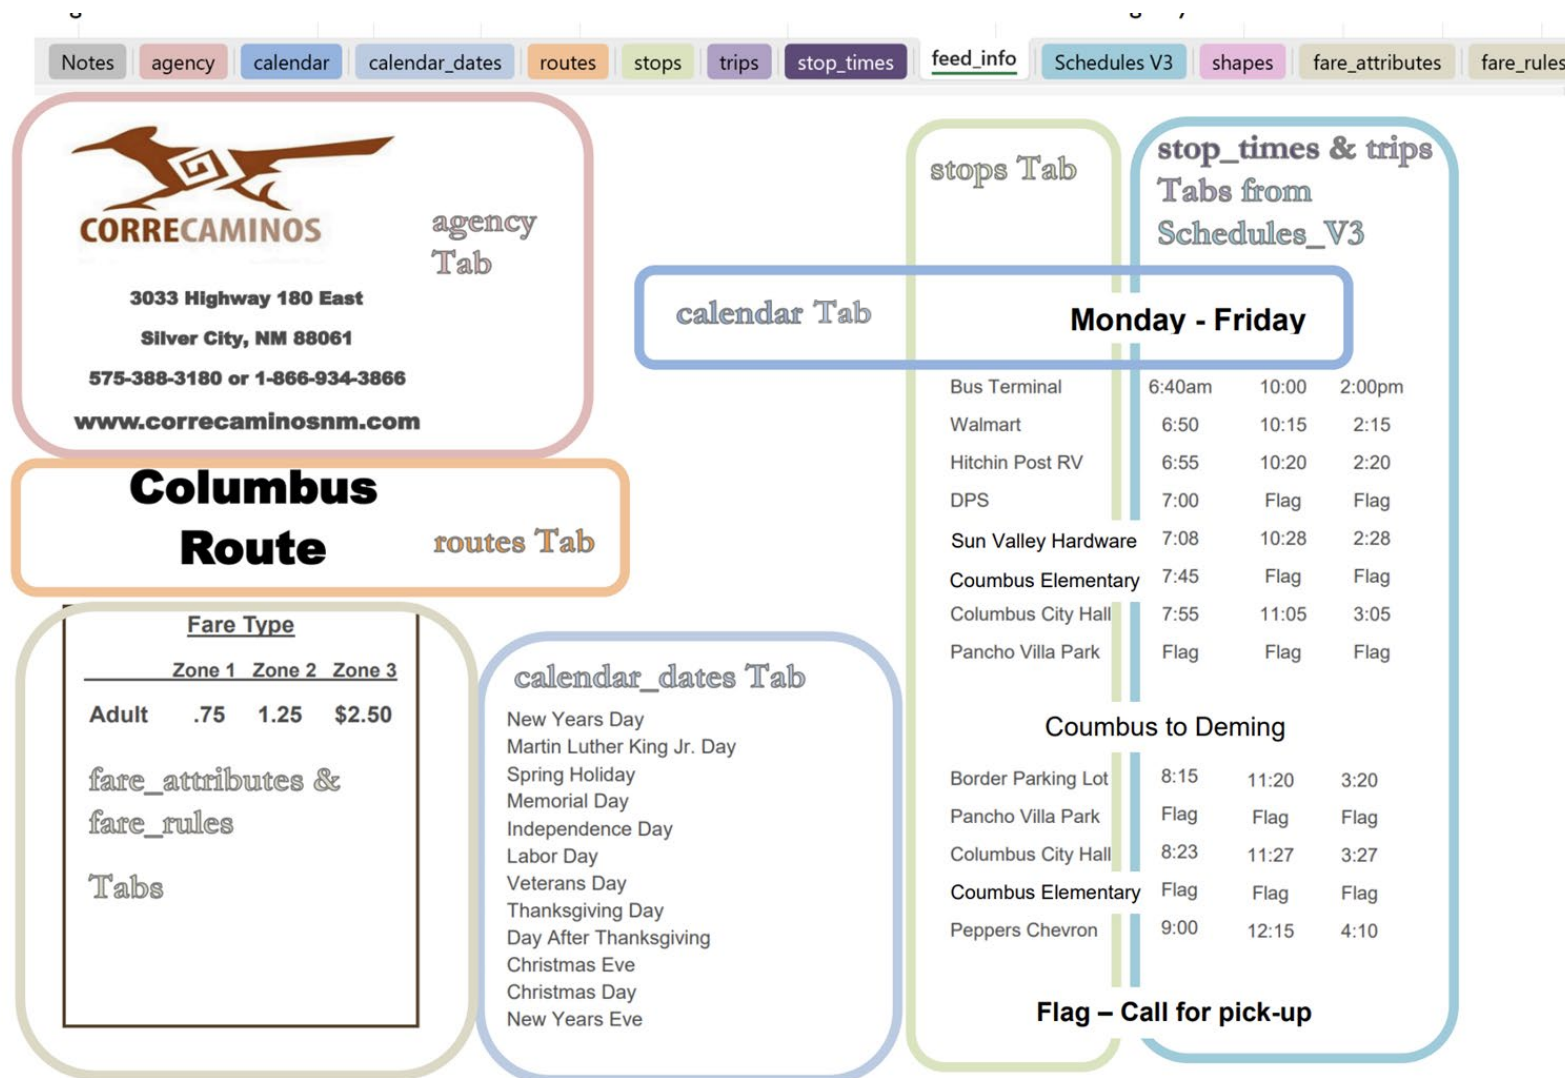 Notes agency calendar calendar_dates routes stops trips stop_times feed_info Schedules V3 shapes fare_attributes fare_rules
CORRECAMINOS
agency
Tab
3033 Highway 180 East
Silver City, NM 88061
575-388-3180 or 1-866-934-3866
www.correcaminosnm.com
Columbus
Route
routes Tab
Fare Type
Zone 1 Zone 2 Zone 3
Adult .75 1.25 $2.50
fare_attributes &
fare_rules
Tabs
calendar_dates Tab
New Years Day
Martin Luther King Jr. Day
Spring Holiday
Memorial Day
Independence Day
Labor Day
Veterans Day
Thanksgiving Day
Day After Thanksgiving
Christmas Eve
Christmas Day
New Years Eve
stops Tab
stop_times & trips
Tabs from
Schedules_V3
calendar Tab
Monday - Friday
Bus Terminal 6:40am 10:00 2:00pm
Walmart 6:50 10:15 2:15
Hitchin Post RV 6:55 10:20 2:20
DPS 7:00 Flag Flag
Sun Valley Hardware 7:08 10:28 2:28
Coumbus Elementary 7:45 Flag Flag
Columbus City Hall 7:55 11:05 3:05
Pancho Villa Park Flag Flag Flag
Coumbus to Deming
Border Parking Lot 8:15 11:20 3:20
Pancho Villa Park Flag Flag Flag
Columbus City Hall 8:23 11:27 3:27
Coumbus Elementary Flag Flag Flag
Peppers Chevron 9:00 12:15 4:10
Flag – Call for pick-up